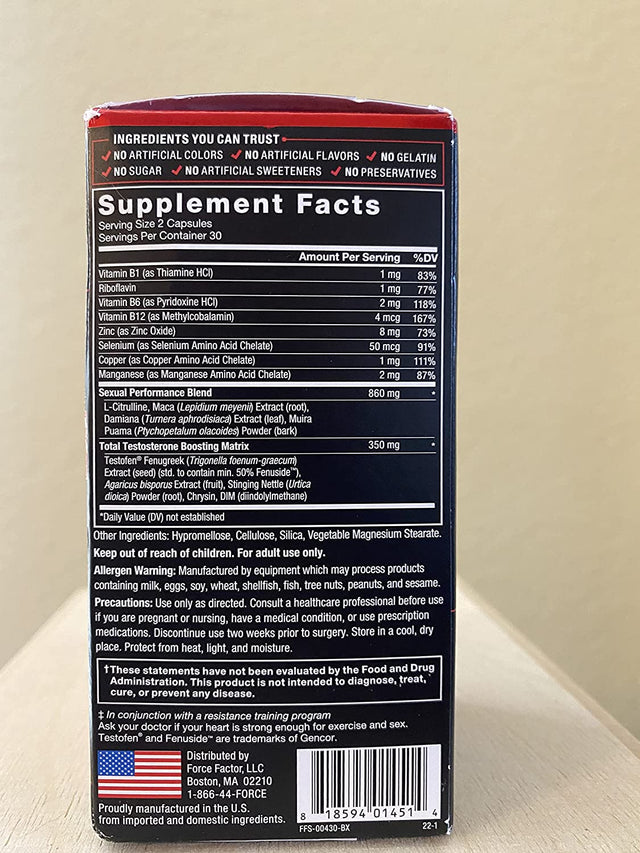 INGREDIENTS YOU CAN TRUST
NO ARTIFICIAL COLORS NO ARTIFICIAL FLAVORS NO GELATIN
NO SUGAR NO ARTIFICIAL SWEETENERS NO PRESERVATIVES
Supplement Facts
Serving Size 2 Capsules
Servings Per Container 30
Amount Per Serving %DV
Vitamin B1 (as Thiamine HCl) 1 mg 83%
Riboflavin 1 mg 77%
Vitamin B6 (as Pyridoxine HCl) 2 mg 118%
Vitamin B12 (as Methylcobalamin) 4 mcg 167%
Zinc (as Zinc Oxide) 8 mg 73%
Selenium (as Selenium Amino Acid Chelate) 50 mcg 91%
Copper (as Copper Amino Acid Chelate) 1 mg 111%
Manganese (as Manganese Amino Acid Chelate) 2 mg 87%
Sexual Performance Blend 860 mg *
L-Citrulline, Maca (Lepidium meyenii) Extract (root),
Damiana (Turnera aphrodisiaca) Extract (leaf), Muira
Puama (Ptychopetalum olacoides) Powder (bark)
Total Testosterone Boosting Matrix 350 mg *
Testofen® Fenugreek (Trigonella foenum-graecum)
Extract (seed) (std. to contain min. 50% Fenuside™),
Agaricus bisporus Extract (fruit), Stinging Nettle (Urtica
dioica) Powder (root), Chrysin, DIM (diindolylmethane)
*Daily Value (DV) not established
Other Ingredients: Hypromellose, Cellulose, Silica, Vegetable Magnesium Stearate.
Keep out of reach of children. For adult use only.
Allergen Warning: Manufactured by equipment which may process products
containing milk, eggs, soy, wheat, shellfish, fish, tree nuts, peanuts, and sesame.
Precautions: Use only as directed. Consult a healthcare professional before use
if you are pregnant or nursing, have a medical condition, or use prescription
medications. Discontinue use two weeks prior to surgery. Store in a cool, dry
place. Protect from heat, light, and moisture.
†These statements have not been evaluated by the Food and Drug
Administration. This product is not intended to diagnose, treat,
cure, or prevent any disease.
‡ In conjunction with a resistance training program
Ask your doctor if your heart is strong enough for exercise and sex.
Testofen® and Fenuside™ are trademarks of Gencor.
Distributed by
Force Factor, LLC
Boston, MA 02210
1-866-44-FORCE
Proudly manufactured in the U.S.
from imported and domestic ingredients.
8 18594 01451 4
FFS-00430-BX 22-1